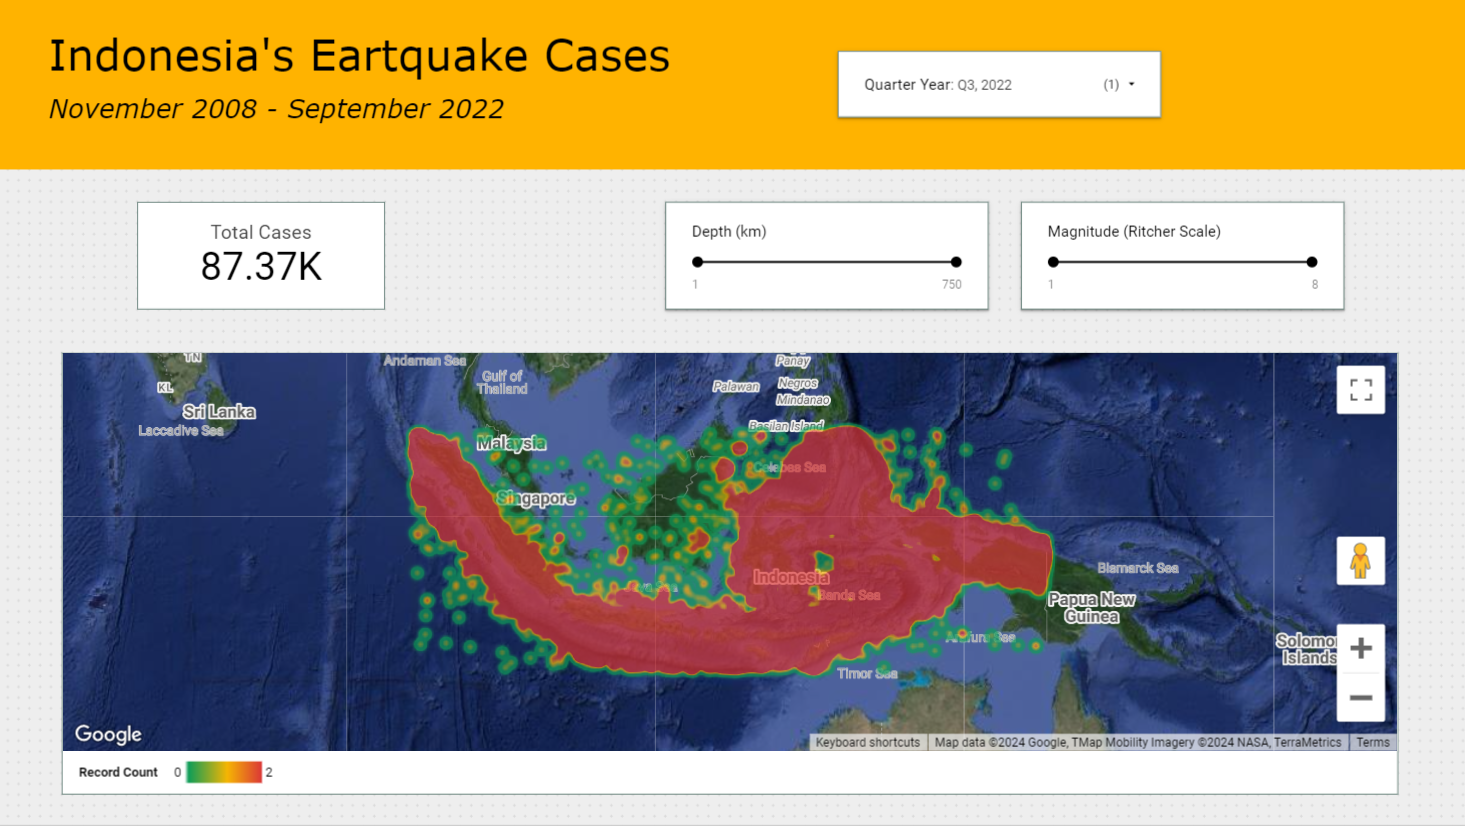 Indonesia's Eartquake Cases
November 2008 - September 2022
Quarter Year: Q3, 2022 (1)
Total Cases
87.37K
Depth (km)
1 750
Magnitude (Ritcher Scale)
1 8
TN
Andaman Sea
Gulf of
Thailand
Panay
KL
Palawan
Negros
Mindanao
Sri Lanka
Laccadive Sea
Basilan Island
Malaysia
Celebes Sea
Singapore
Indonesia
Java Sea
Banda Sea
Bismarck Sea
Papua New
Guinea
Arafura Sea
Solomo
Islands
Timor Sea
Google
Keyboard shortcuts
Map data ©2024 Google, TMap Mobility Imagery ©2024 NASA, TerraMetrics
Terms
Record Count 0 2